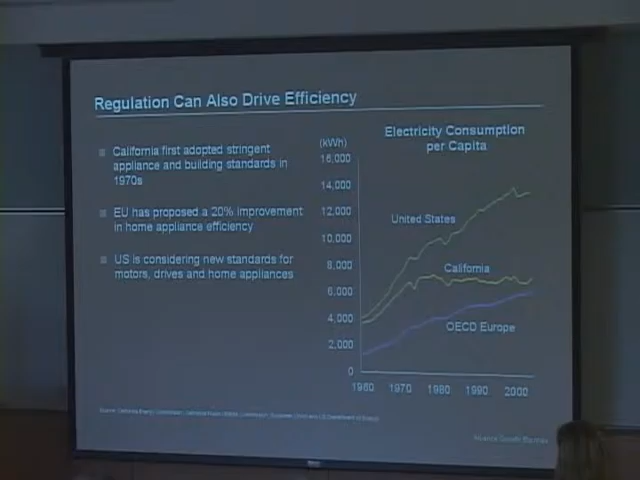 Regulation Can Also Drive Efficiency
California first adopted stringent
appliance and building standards in
1970s
EU has proposed a 20% improvement
in home appliance efficiency
US is considering new standards for
motors, drives and home appliances
Electricity Consumption
per Capita
(kWh)
16,000
14,000
12,000
10,000
8,000
6,000
4,000
2,000
0
United States
California
OECD Europe
1960 1970 1980 1990 2000